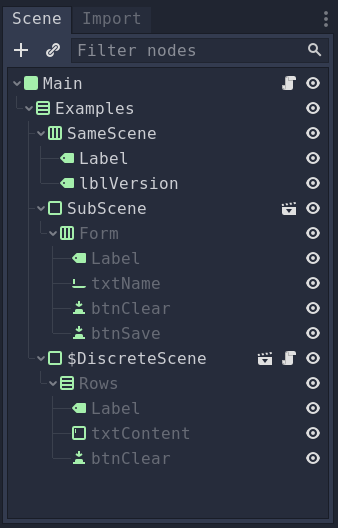 Scene Import
Filter nodes
Main
Examples
SameScene
Label
lblVersion
SubScene
Form
Label
txtName
btnClear
btnSave
$DiscreteScene
Rows
Label
txtContent
btnClear